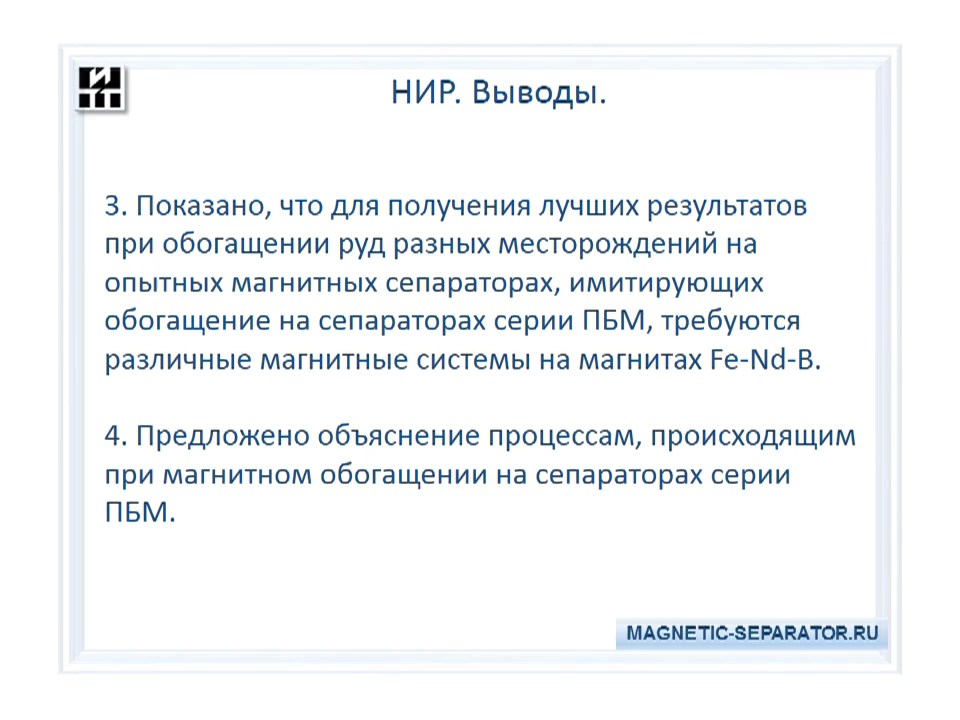 НИР. Выводы.
3. Показано, что для получения лучших результатов
при обогащении руд разных месторождений на
опытных магнитных сепараторах, имитирующих
обогащение на сепараторах серии ПБМ, требуются
различные магнитные системы на магнитах Fe-Nd-B.
4. Предложено объяснение процессам, происходящим
при магнитном обогащении на сепараторах серии
ПБМ.
MAGNETIC-SEPARATOR.RU